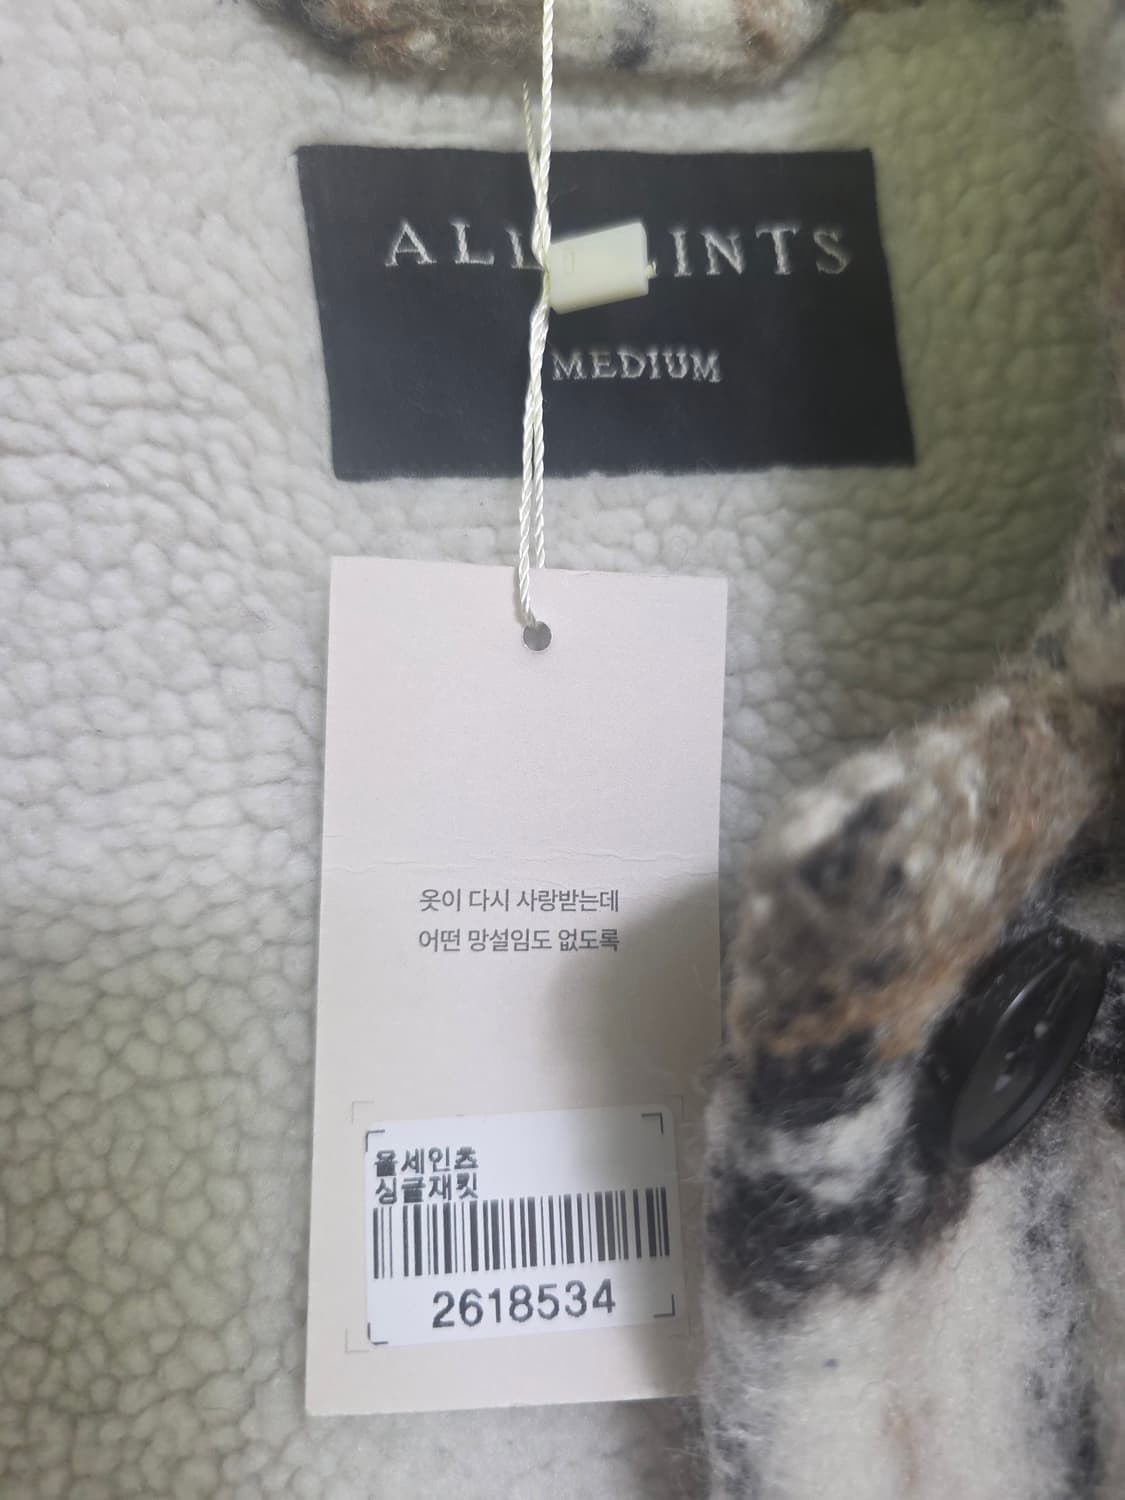 ALLSAINTS
MEDIUM
옷이 다시 사랑받는데
어떤 망설임도 없도록
올세인츠
싱글재킷
2618534